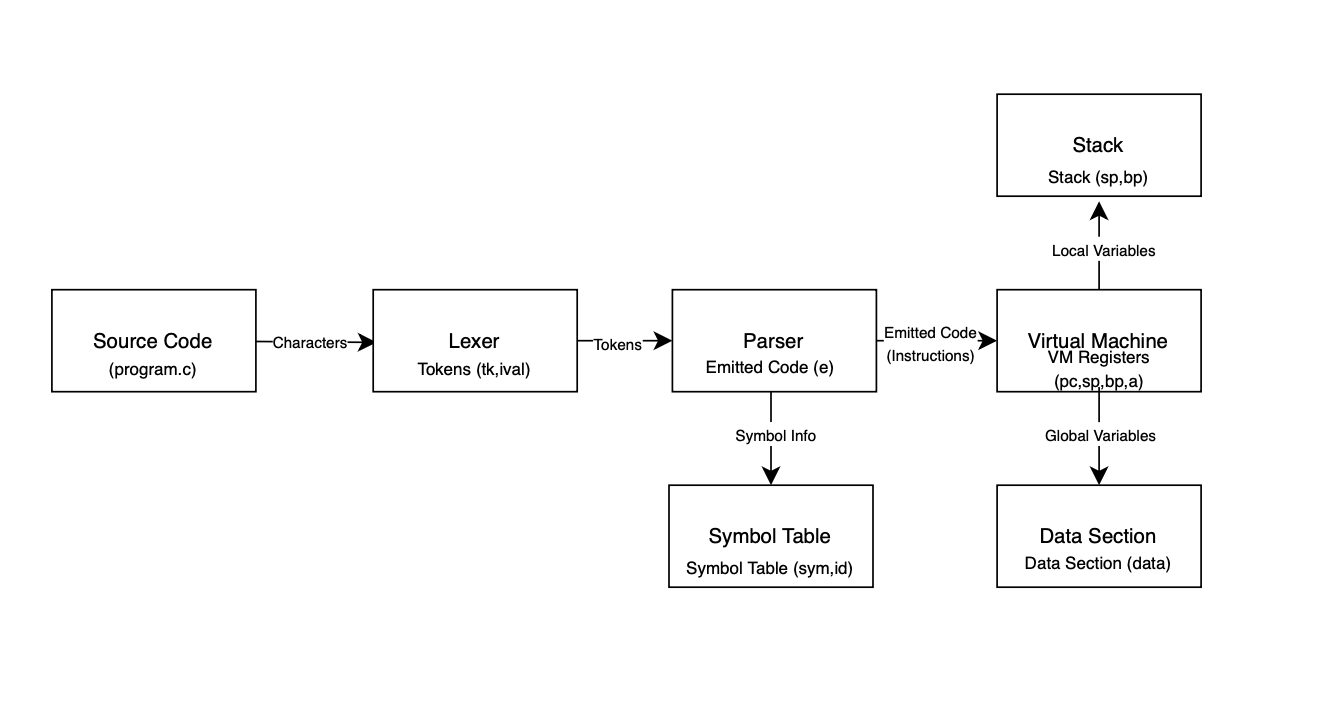 Stack
Stack (sp,bp)
Local Variables
Source Code
(program.c)
Characters
Lexer
Tokens (tk,ival)
Tokens
Parser
Emitted Code (e)
Emitted Code
(Instructions)
Virtual Machine
VM Registers
(pc,sp,bp,a)
Symbol Info
Global Variables
Symbol Table
Symbol Table (sym,id)
Data Section
Data Section (data)